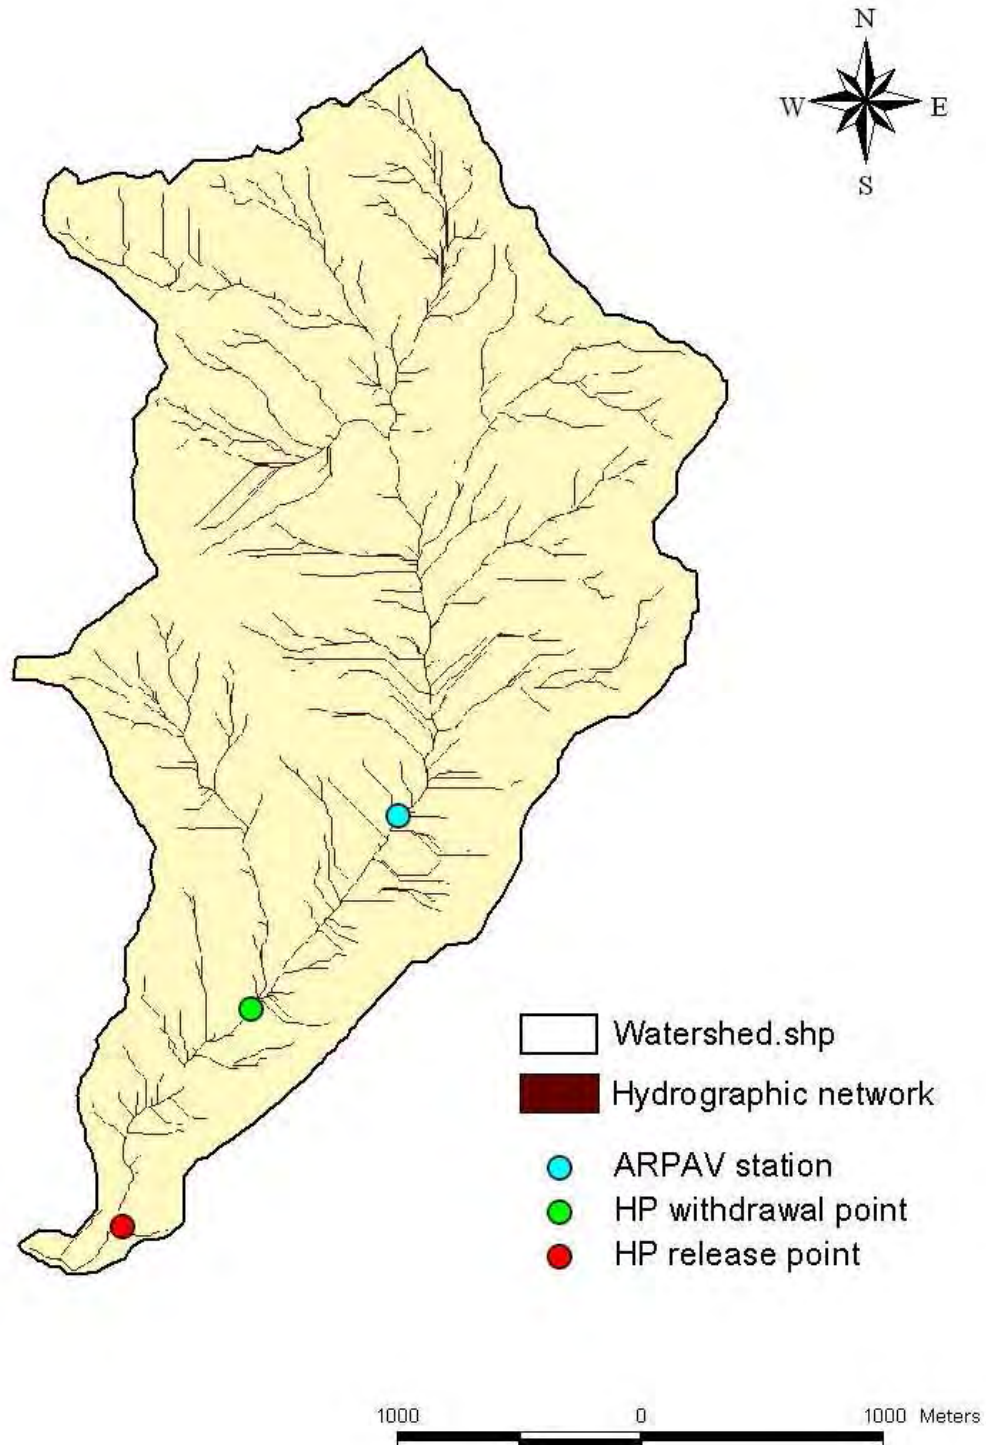 N
W E
S
Watershed.shp
Hydrographic network
ARPAV station
HP withdrawal point
HP release point
1000 0 1000 Meters